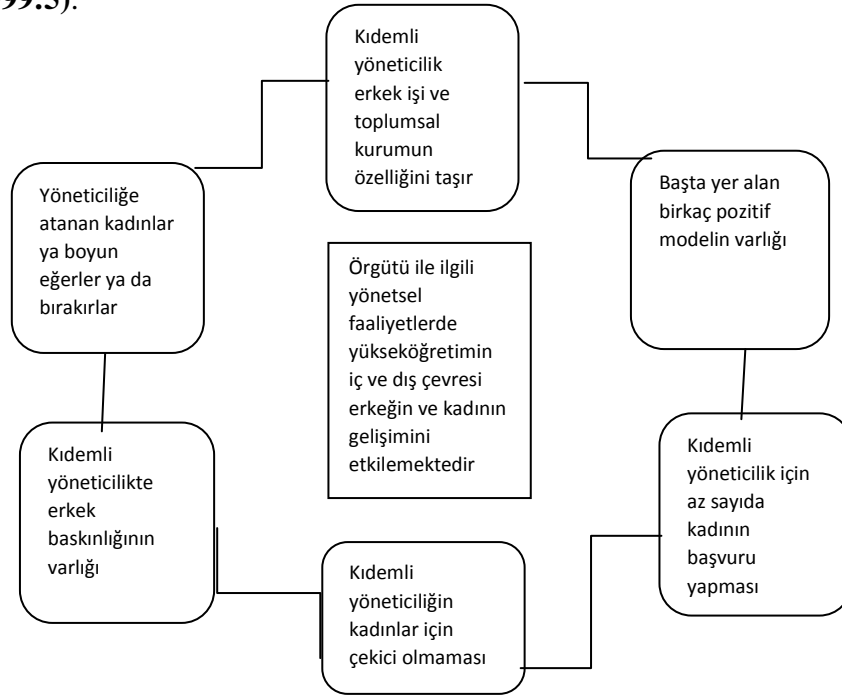 99.5).
Kıdemli
yöneticilik
erkek işi ve
toplumsal
kurumun
özelliğini taşır
Yöneticiliğe
atanan kadınlar
ya boyun
eğerler ya da
bırakırlar
Başta yer alan
birkaç pozitif
modelin varlığı
Örgütü ile ilgili
yönetsel
faaliyetlerde
yükseköğretimin
iç ve dış çevresi
erkeğin ve kadının
gelişimini
etkilemektedir
Kıdemli
yöneticilikte
erkek
baskınlığının
varlığı
Kıdemli
yöneticilik için
az sayıda
kadının
başvuru
yapması
Kıdemli
yöneticiliğin
kadınlar için
çekici olmaması